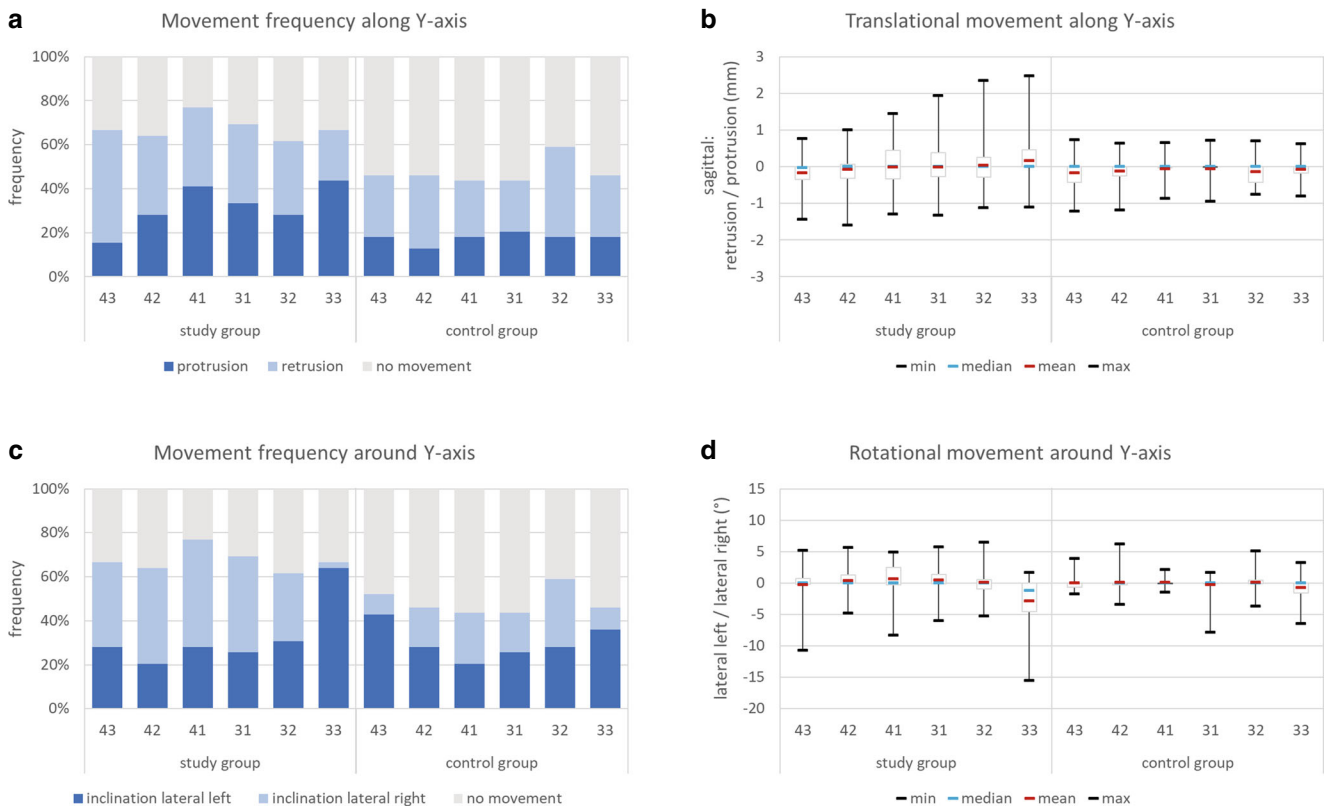 a
Movement frequency along Y-axis
100%
80%
60%
40%
20%
0%
frequency
43 42 41 31 32 33 43 42 41 31 32 33
study group control group
protrusion retrusion no movement
b
Translational movement along Y-axis
3
2
1
0
-1
-2
-3
sagittal:
retrusion / protrusion (mm)
43 42 41 31 32 33 43 42 41 31 32 33
study group control group
min median mean max
c
Movement frequency around Y-axis
100%
80%
60%
40%
20%
0%
frequency
43 42 41 31 32 33 43 42 41 31 32 33
study group control group
inclination lateral left inclination lateral right no movement
d
Rotational movement around Y-axis
15
10
5
0
-5
-10
-15
-20
lateral left / lateral right (°)
43 42 41 31 32 33 43 42 41 31 32 33
study group control group
min median mean max